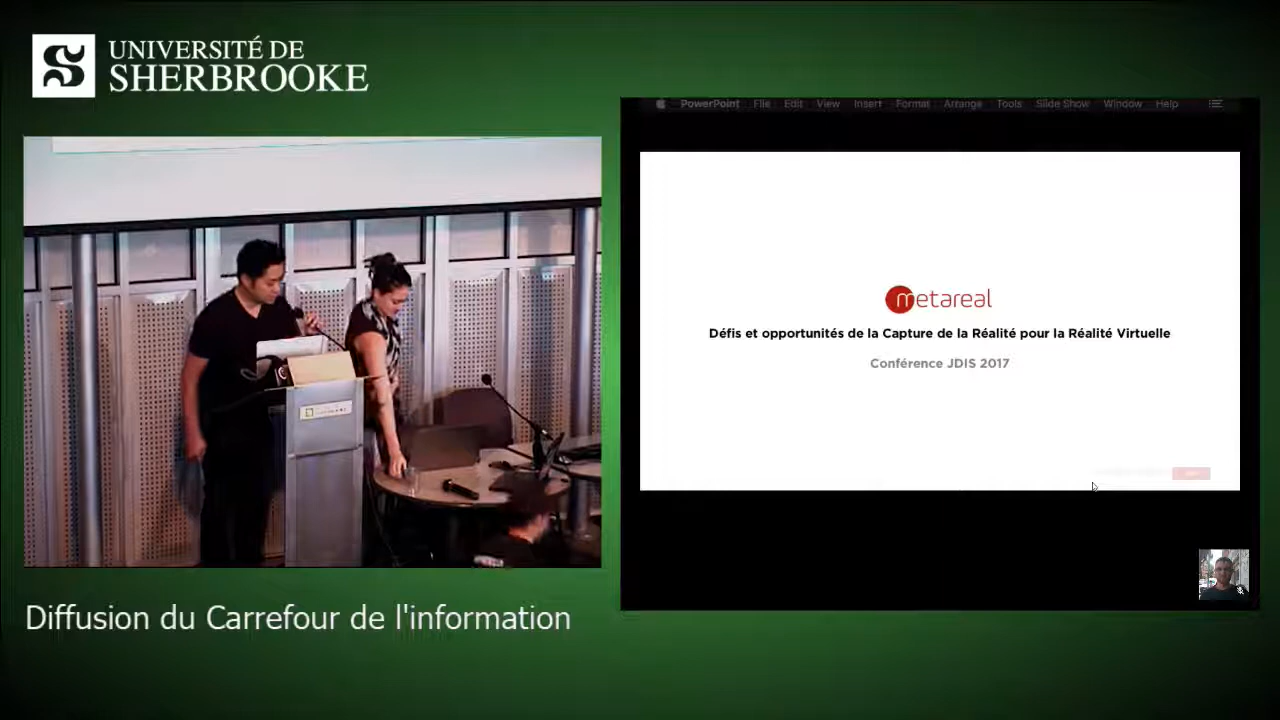 UNIVERSITÉ DE
SHERBROOKE
PowerPoint File Edit View Insert Format Arrange Tools Slide Show Window Help
metareal
Défis et opportunités de la Capture de la Réalité pour la Réalité Virtuelle
Conférence JDIS 2017
Diffusion du Carrefour de l'information